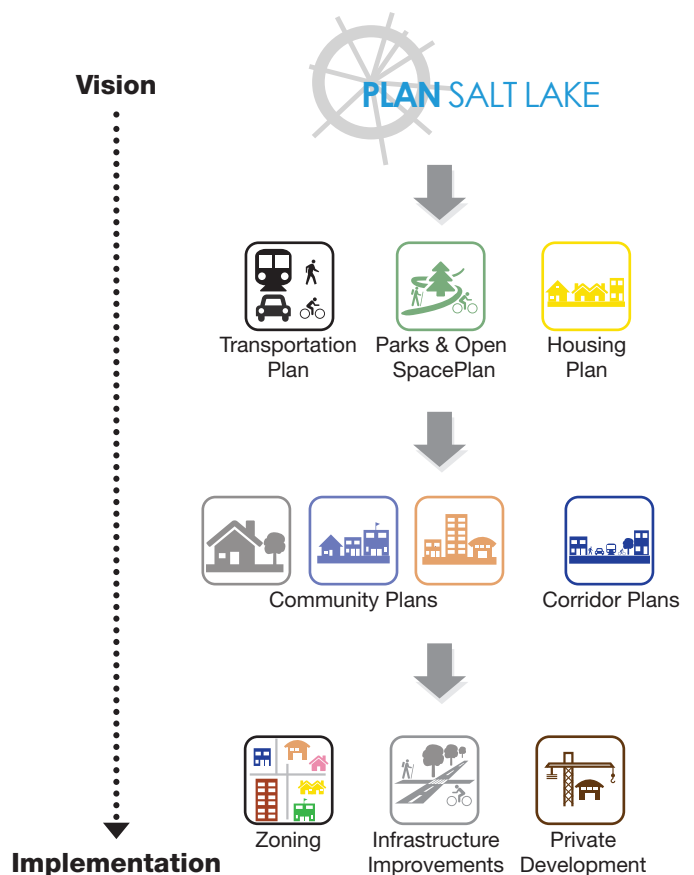 Vision
PLAN SALT LAKE
Transportation
Plan
Parks & Open
SpacePlan
Housing
Plan
Community Plans
Corridor Plans
Zoning
Infrastructure
Improvements
Private
Development
Implementation